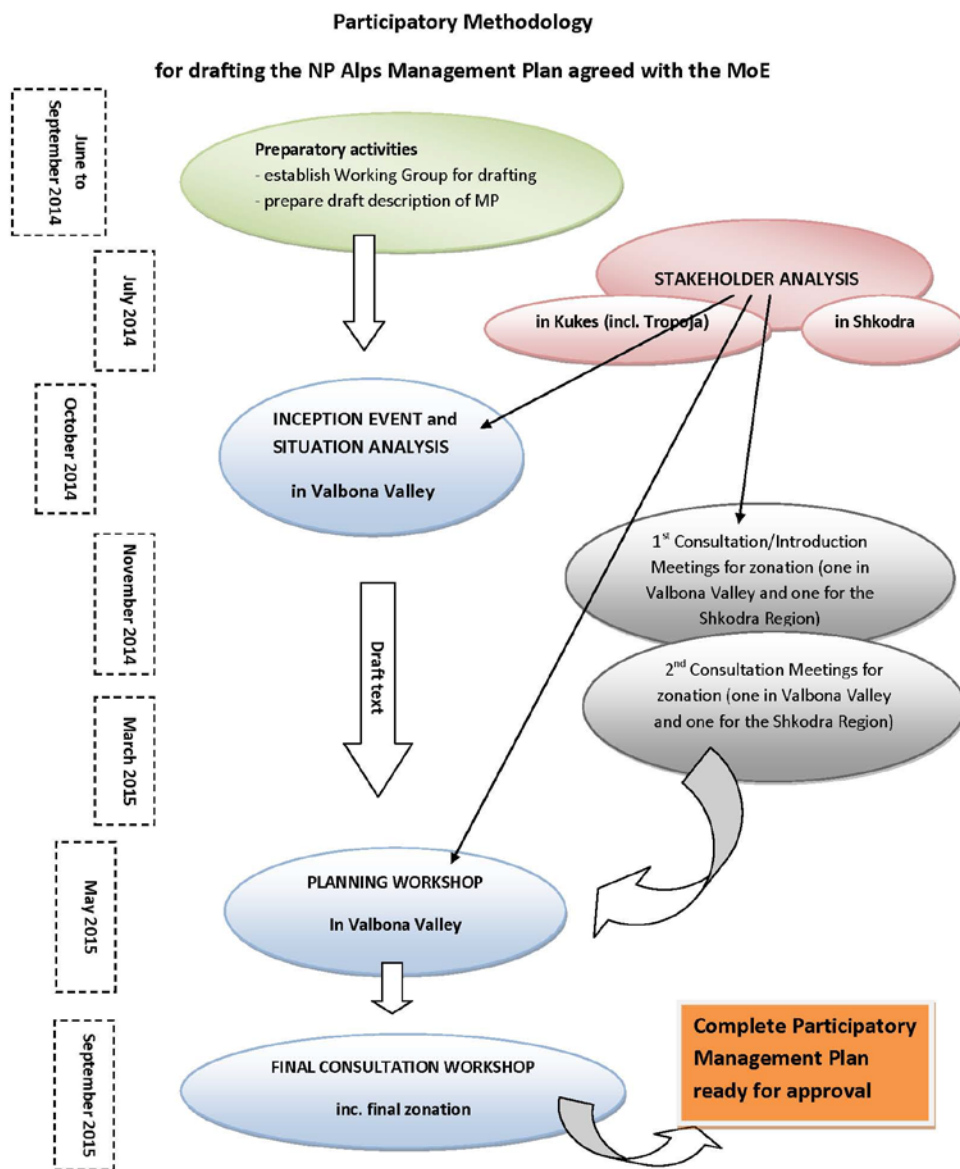 Participatory Methodology
for drafting the NP Alps Management Plan agreed with the MoE
June to
September 2014
Preparatory activities
- establish Working Group for drafting
- prepare draft description of MP
July 2014
STAKEHOLDER ANALYSIS
in Kukes (incl. Tropoja)
in Shkodra
October 2014
INCEPTION EVENT and
SITUATION ANALYSIS
in Valbona Valley
November 2014
1st Consultation/Introduction
Meetings for zonation (one in
Valbona Valley and one for the
Shkodra Region)
Draft text
2nd Consultation Meetings for
zonation (one in Valbona Valley
and one for the Shkodra Region)
March 2015
May 2015
PLANNING WORKSHOP
In Valbona Valley
September 2015
FINAL CONSULTATION WORKSHOP
inc. final zonation
Complete Participatory
Management Plan
ready for approval